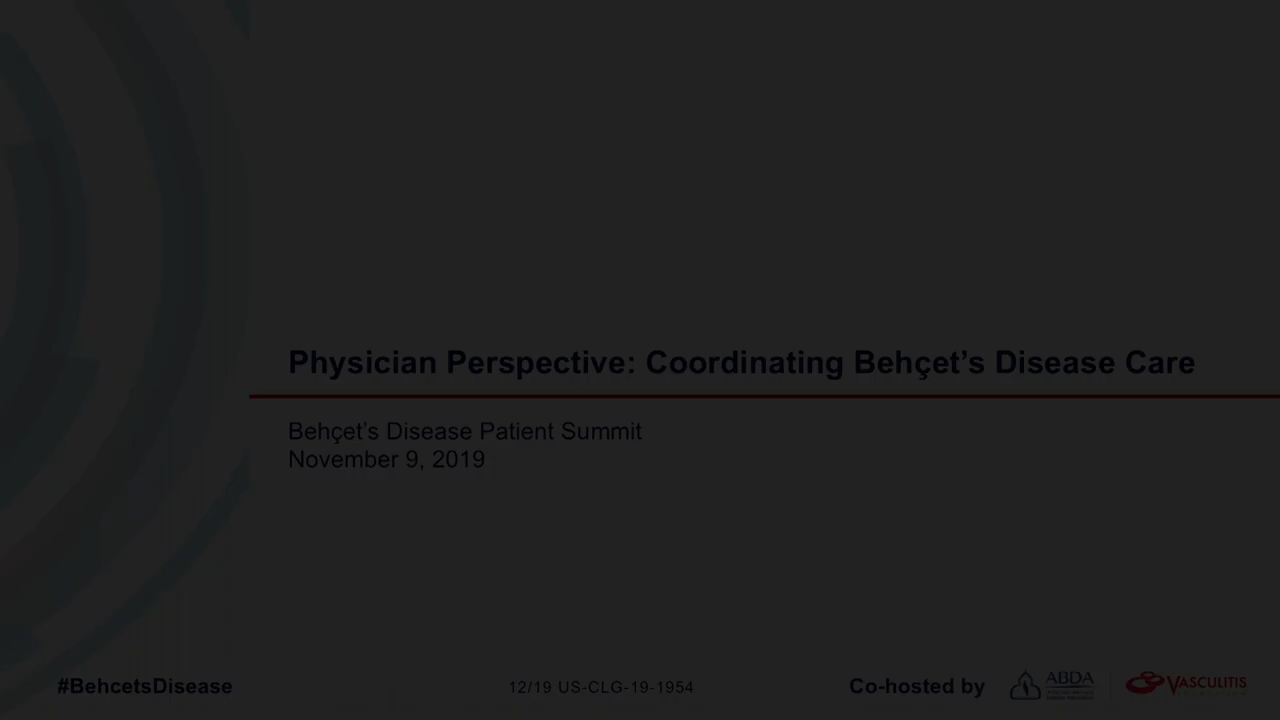 Physician Perspective: Coordinating Behçet’s Disease Care
Behçet’s Disease Patient Summit
November 9, 2019
#BehcetsDisease
12/19 US-CLG-19-1954
Co-hosted by
ABDA
VASCULITIS